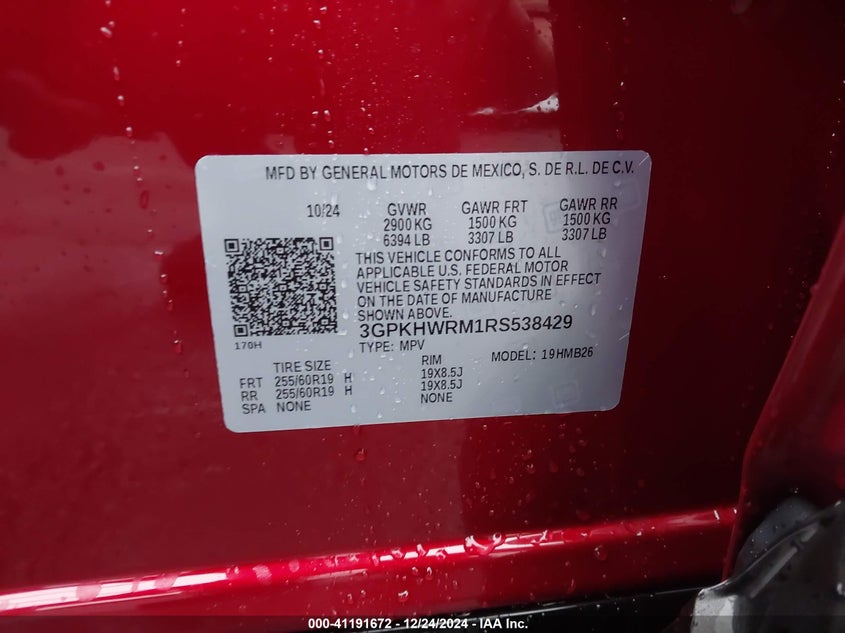 MFD BY GENERAL MOTORS DE MEXICO, S. DE R.L. DE C.V.
10/24 GVWR GAWR FRT GAWR RR
2900 KG 1500 KG 1500 KG
6394 LB 3307 LB 3307 LB
THIS VEHICLE CONFORMS TO ALL
APPLICABLE U.S. FEDERAL MOTOR
VEHICLE SAFETY STANDARDS IN EFFECT
ON THE DATE OF MANUFACTURE
SHOWN ABOVE.
3GPKHWRM1RS538429
170H
TYPE: MPV MODEL: 19HMB26
TIRE SIZE RIM
FRT 255/60R19 H 19X8.5J
RR 255/60R19 H 19X8.5J
SPA NONE NONE
000-41191672 - 12/24/2024 - IAA Inc.